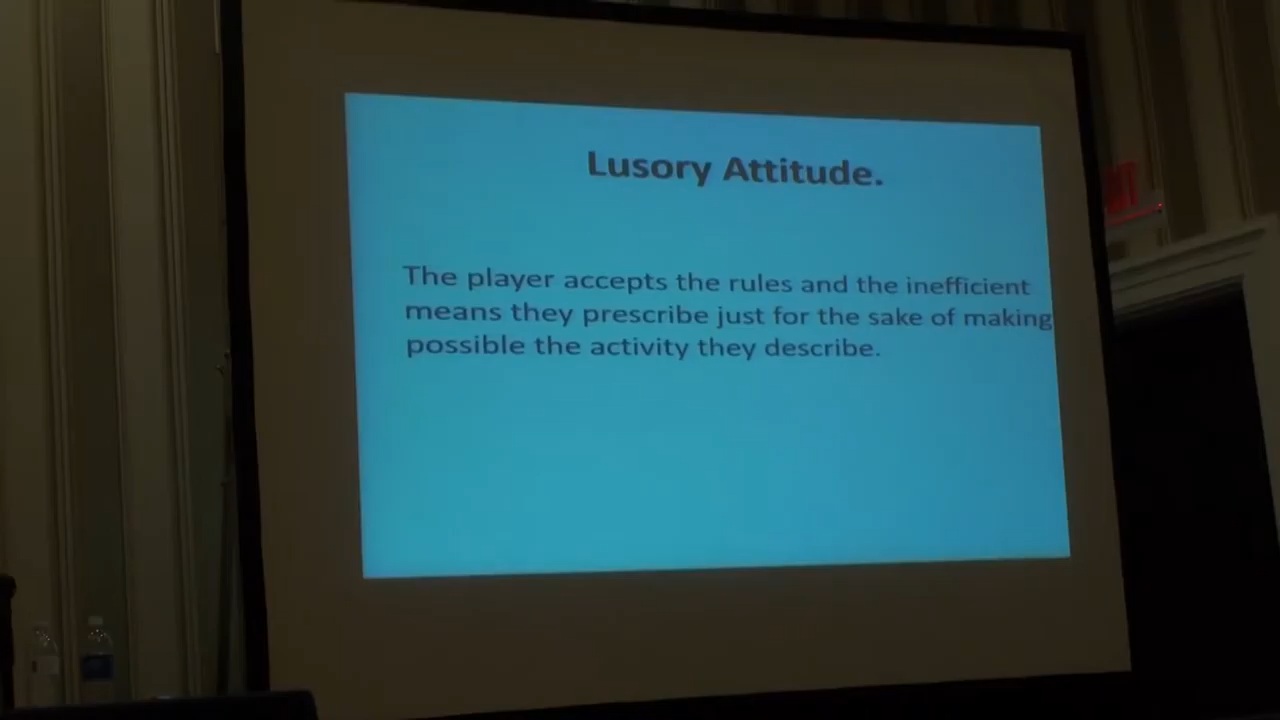 Lusory Attitude.
The player accepts the rules and the inefficient
means they prescribe just for the sake of making
possible the activity they describe.